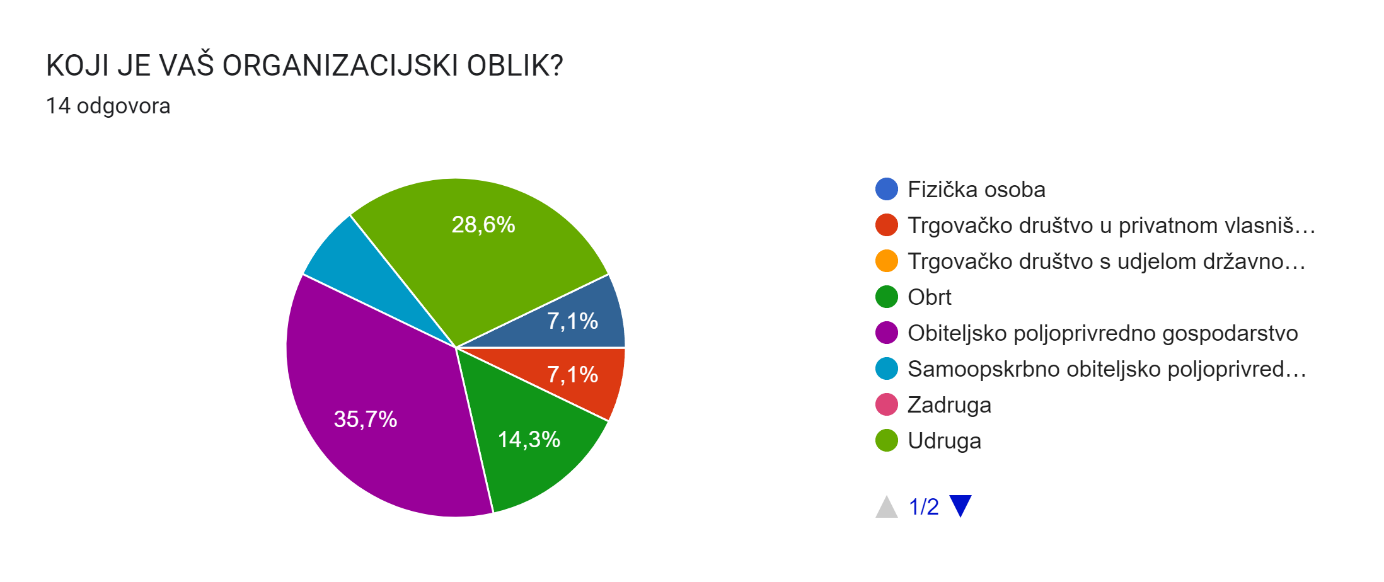 KOJI JE VAŠ ORGANIZACIJSKI OBLIK?
14 odgovora
28,6%
7,1%
7,1%
14,3%
35,7%
Fizička osoba
Trgovačko društvo u privatnom vlasniš…
Trgovačko društvo s udjelom državno…
Obrt
Obiteljsko poljoprivredno gospodarstvo
Samoopskrbno obiteljsko poljoprivred…
Zadruga
Udruga
1/2